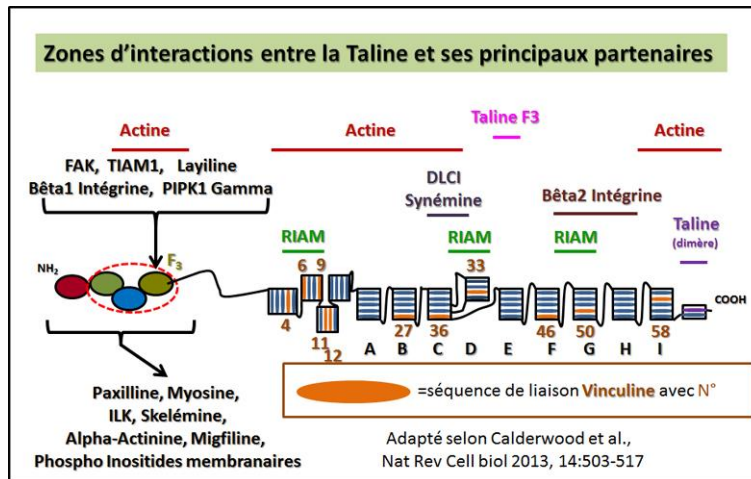 Zones d'interactions entre la Taline et ses principaux partenaires
Taline F3
Actine
Actine
Actine
FAK, TIAM1, Layiline
Bêta1 Intégrine, PIPK1 Gamma
DLCI
Synémine
Bêta2 Intégrine
RIAM
RIAM
RIAM
Taline
(dimère)
NH2
F3
6 9
33
COOH
4
11
12
27
36
46
50
58
A B C D E F G H I
=séquence de liaison Vinculine avec N°
Paxilline, Myosine,
ILK, Skelémine,
Alpha-Actinine, Migfiline,
Phospho Inositides membranaires
Adapté selon Calderwood et al.,
Nat Rev Cell biol 2013, 14:503-517